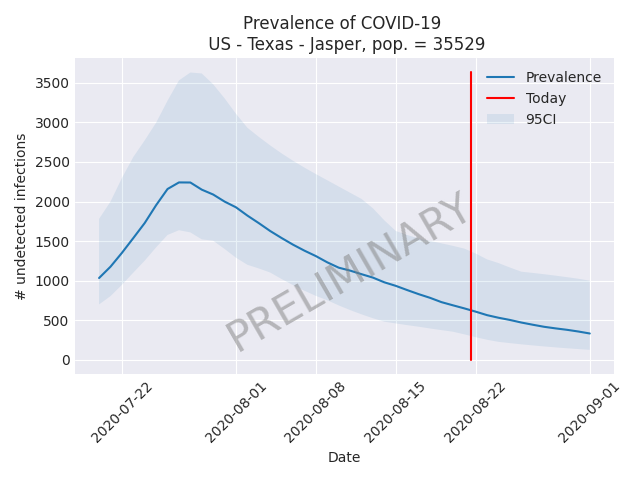 Prevalence of COVID-19
US - Texas - Jasper, pop. = 35529
Prevalence
Today
95CI
PRELIMINARY
# undetected infections
3500
3000
2500
2000
1500
1000
500
0
2020-07-22
2020-08-01
2020-08-08
2020-08-15
2020-08-22
2020-09-01
Date